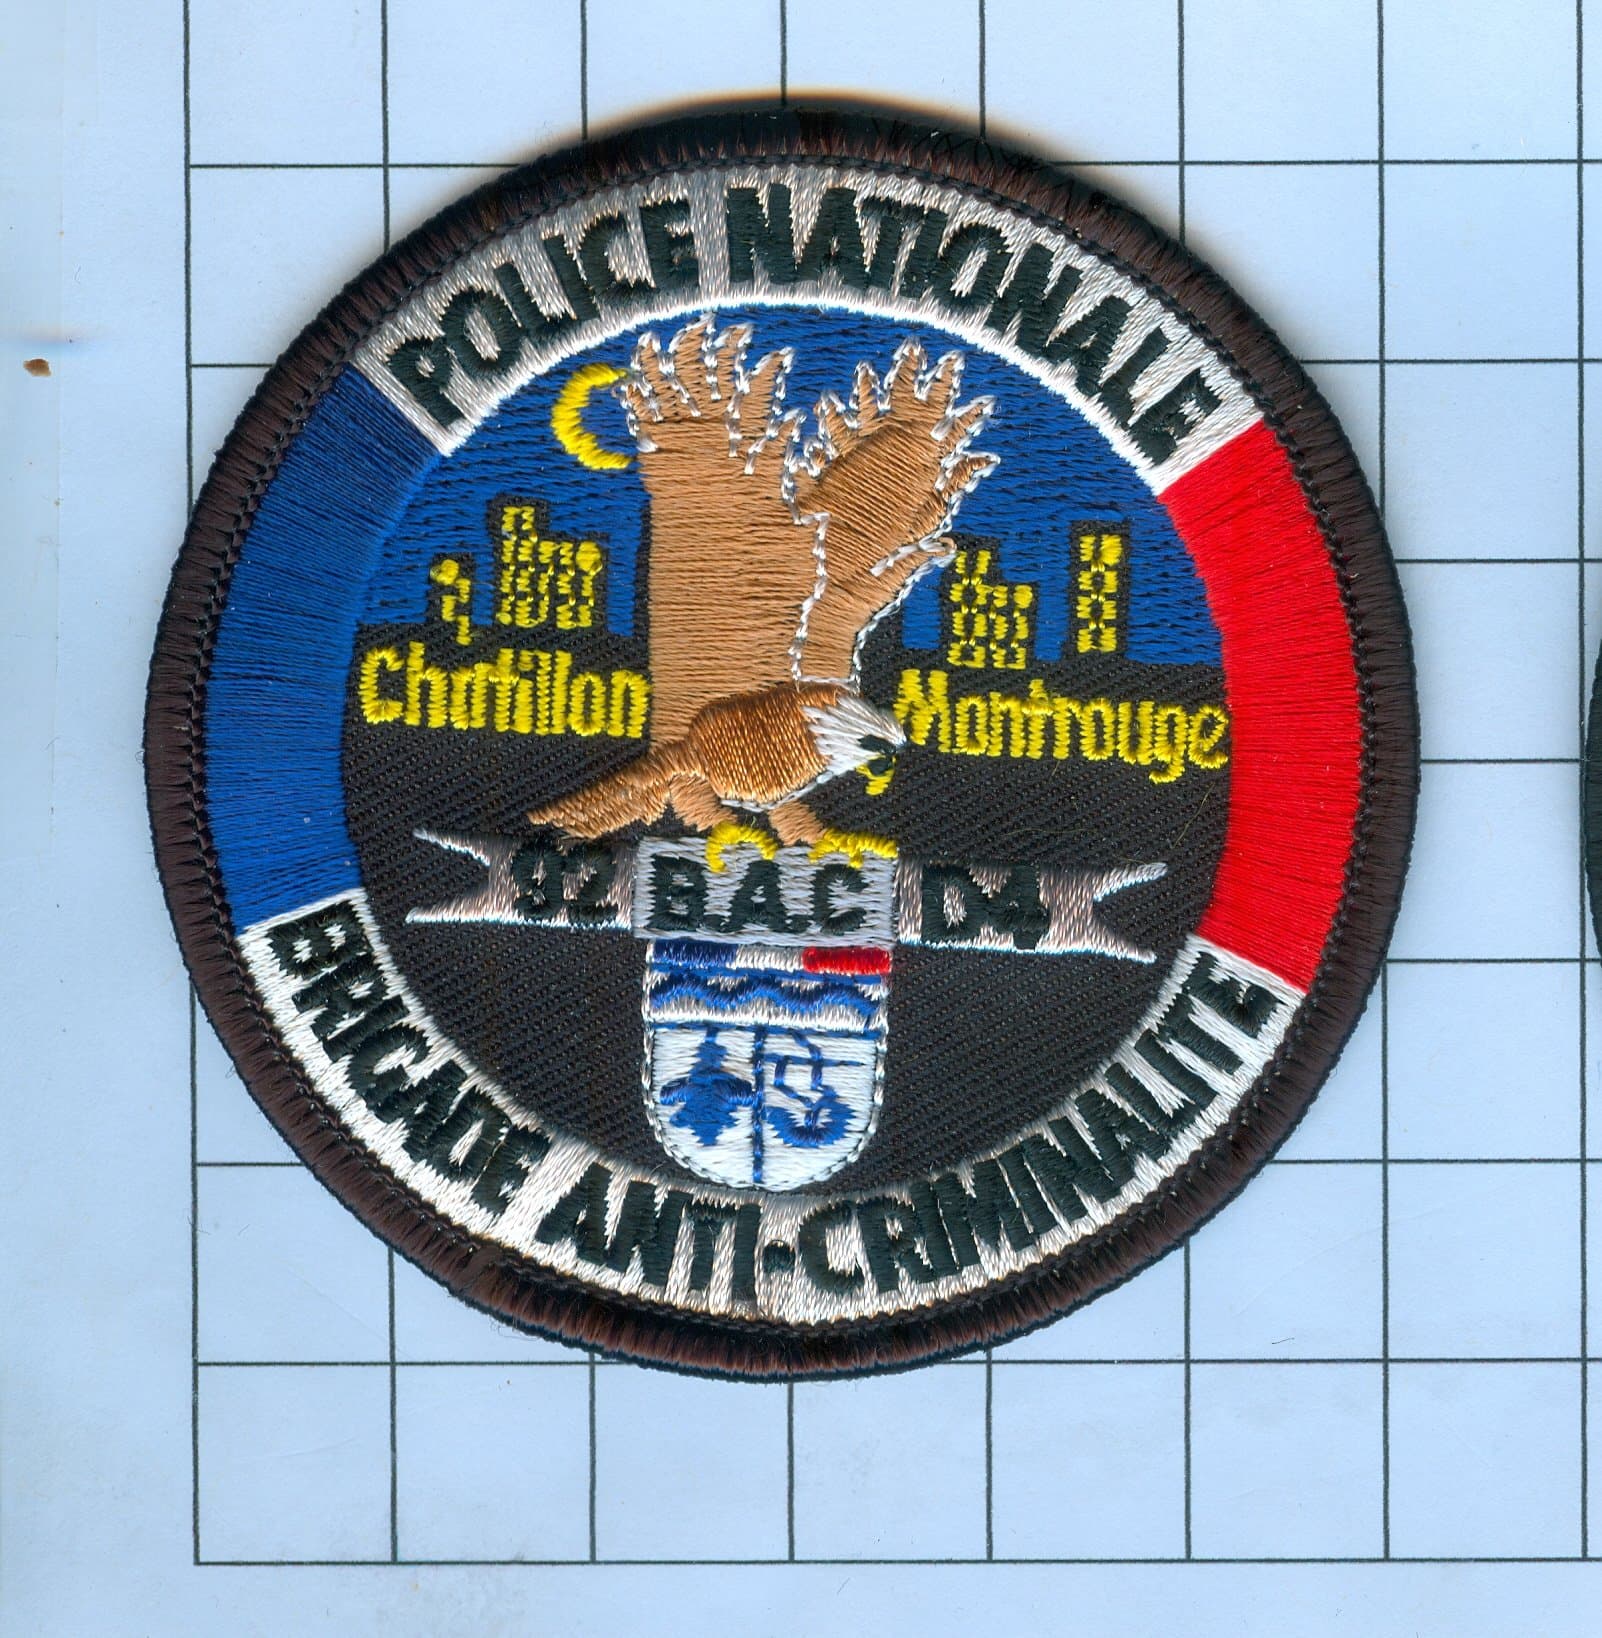 POLICE NATIONALE
Chatillon Montrouge
92 B.A.C D4
BRIGADE ANTI-CRIMINALITE